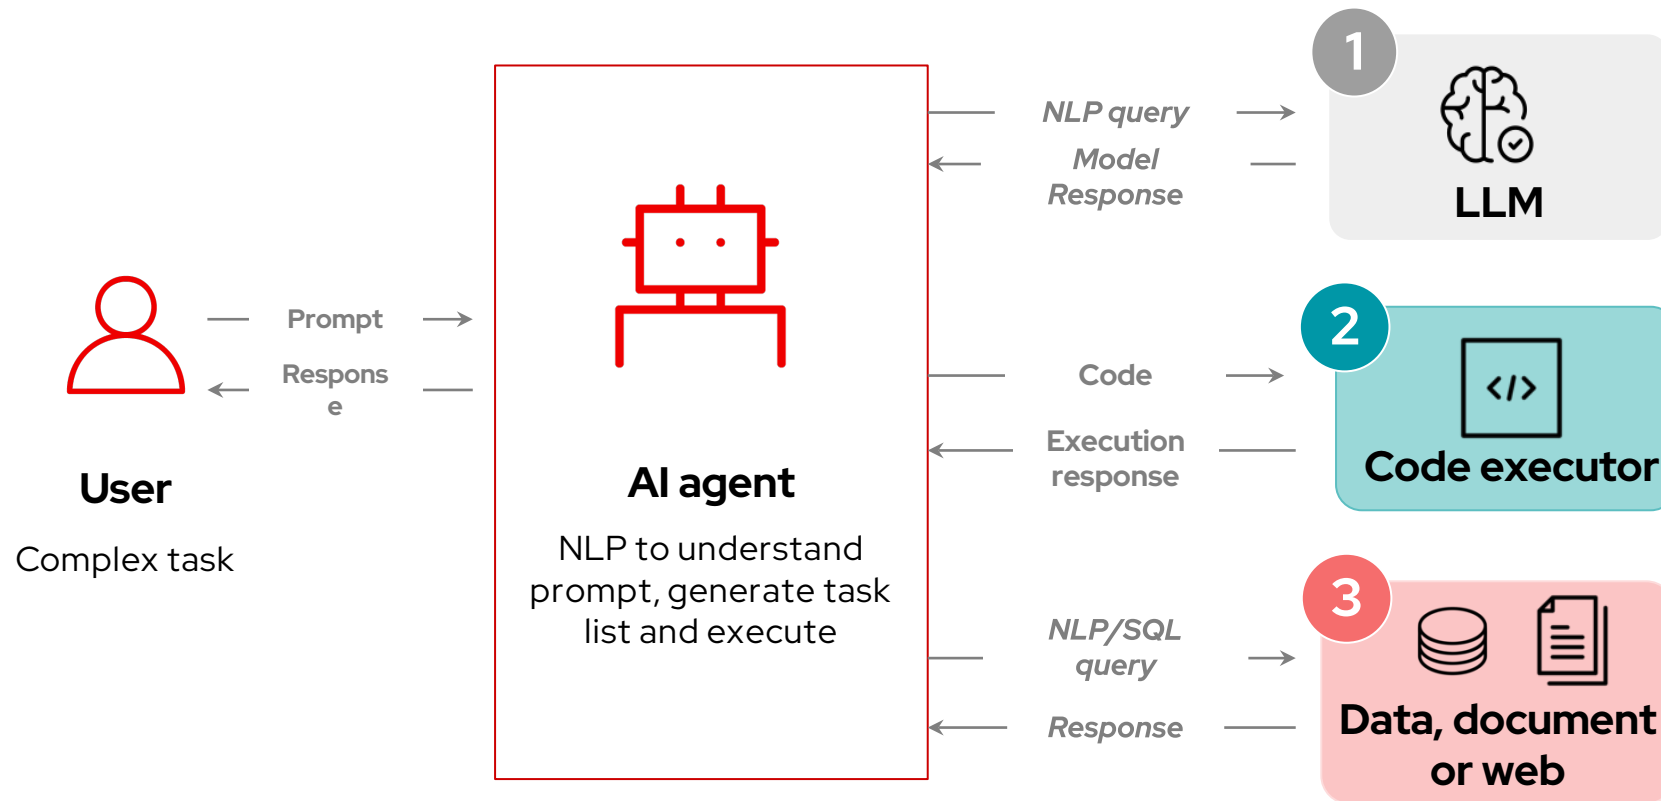 User
Complex task
Prompt
Respons
e
AI agent
NLP to understand
prompt, generate task
list and execute
NLP query
Model
Response
1
LLM
Code
Execution
response
2
</>
Code executor
NLP/SQL
query
Response
3
Data, document
or web